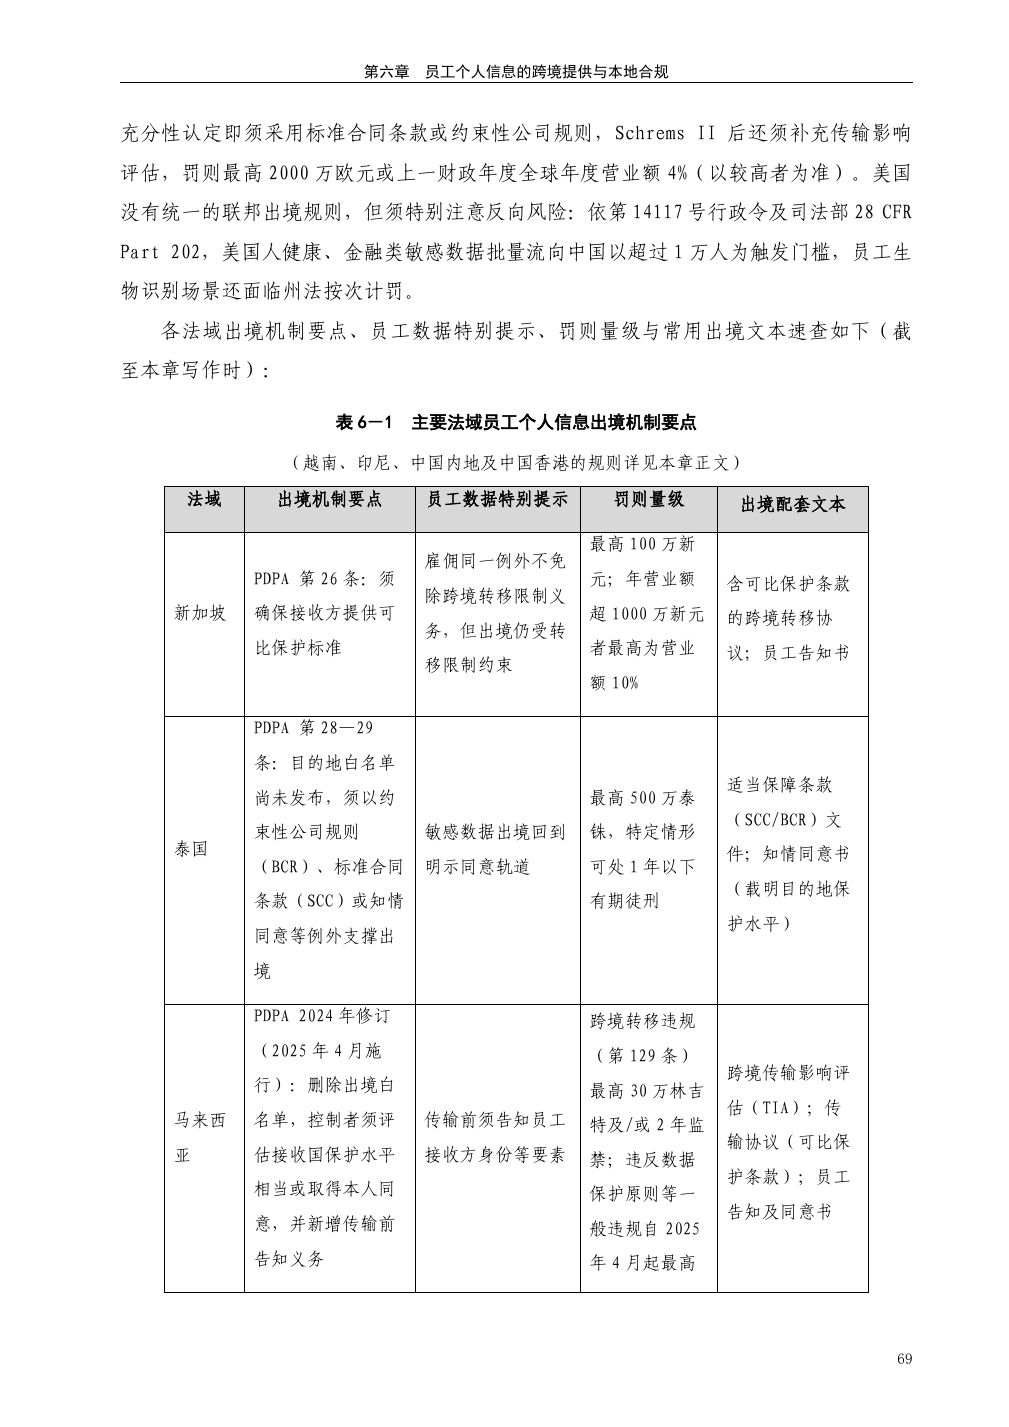 第六章　员工个人信息的跨境提供与本地合规
充分性认定即须采用标准合同条款或约束性公司规则，Schrems II 后还须补充传输影响
评估，罚则最高 2000 万欧元或上一财政年度全球年度营业额 4%（以较高者为准）。美国
没有统一的联邦出境规则，但须特别注意反向风险：依第 14117 号行政令及司法部 28 CFR
Part 202，美国人健康、金融类敏感数据批量流向中国以超过 1 万人为触发门槛，员工生
物识别场景还面临州法按次计罚。
各法域出境机制要点、员工数据特别提示、罚则量级与常用出境文本速查如下（截
至本章写作时）：
表 6—1　主要法域员工个人信息出境机制要点
（越南、印尼、中国内地及中国香港的规则详见本章正文）
法域
出境机制要点
员工数据特别提示
罚则量级
出境配套文本
新加坡
PDPA 第 26 条：须
确保接收方提供可
比保护标准
雇佣同一例外不免
除跨境转移限制义
务，但出境仍受转
移限制约束
最高 100 万新
元；年营业额
超 1000 万新元
者最高为营业
额 10%
含可比保护条款
的跨境转移协
议；员工告知书
泰国
PDPA 第 28—29
条：目的地白名单
尚未发布，须以约
束性公司规则
（BCR）、标准合同
条款（SCC）或知情
同意等例外支撑出
境
敏感数据出境回到
明示同意轨道
最高 500 万泰
铢，特定情形
可处 1 年以下
有期徒刑
适当保障条款
（SCC/BCR）文
件；知情同意书
（载明目的地保
护水平）
马来西
亚
PDPA 2024 年修订
（2025 年 4 月施
行）：删除出境白
名单，控制者须评
估接收国保护水平
相当或取得本人同
意，并新增传输前
告知义务
传输前须告知员工
接收方身份等要素
跨境转移违规
（第 129 条）
最高 30 万林吉
特及/或 2 年监
禁；违反数据
保护原则等一
般违规自 2025
年 4 月起最高
跨境传输影响评
估（TIA）；传
输协议（可比保
护条款）；员工
告知及同意书
69